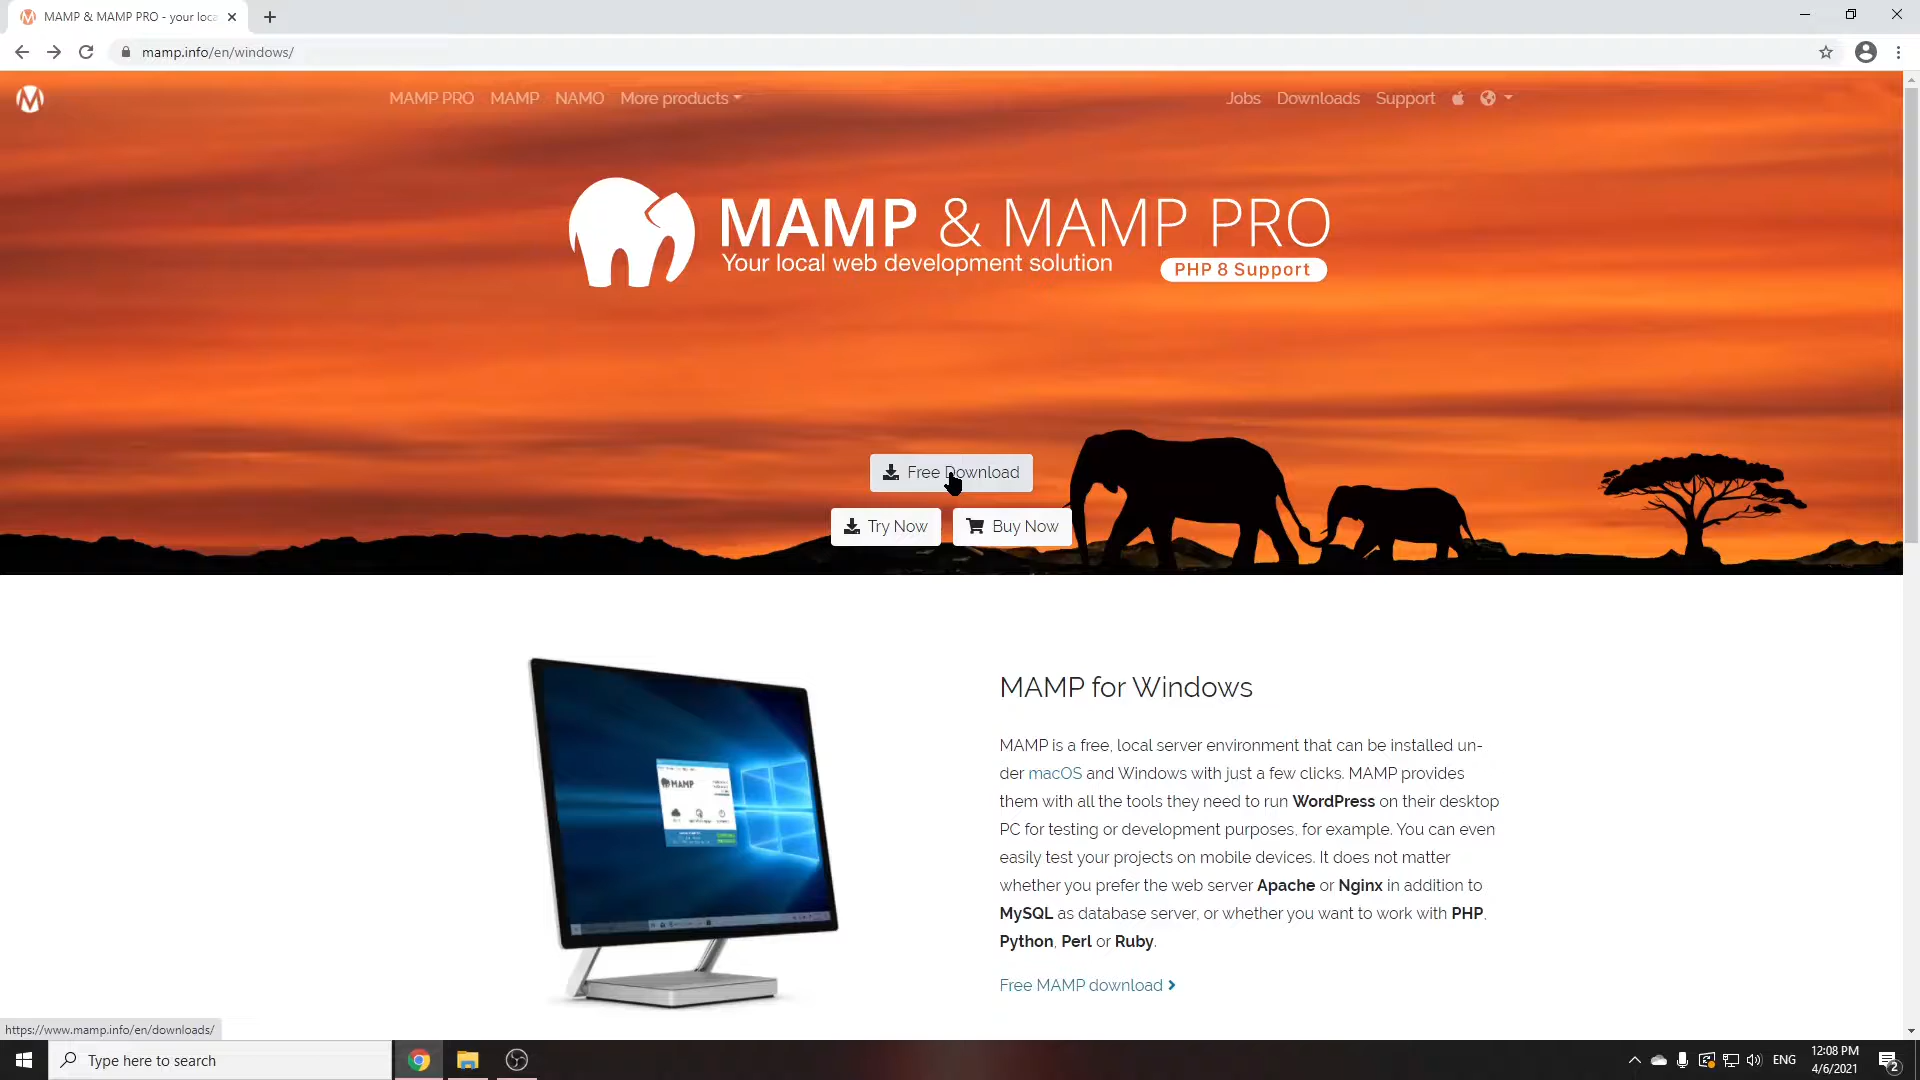 MAMP & MAMP PRO - your loca
mamp.info/en/windows/
MAMP PRO MAMP NAMO More products
Jobs Downloads Support
MAMP & MAMP PRO
Your local web development solution
PHP 8 Support
Free Download
Try Now Buy Now
MAMP for Windows
MAMP is a free, local server environment that can be installed un-
der macOS and Windows with just a few clicks. MAMP provides
them with all the tools they need to run WordPress on their desktop
PC for testing or development purposes, for example. You can even
easily test your projects on mobile devices. It does not matter
whether you prefer the web server Apache or Nginx in addition to
MySQL as database server, or whether you want to work with PHP,
Python, Perl or Ruby.
Free MAMP download
MAMP
https://www.mamp.info/en/downloads/
Type here to search
ENG
12:08 PM
4/6/2021
2